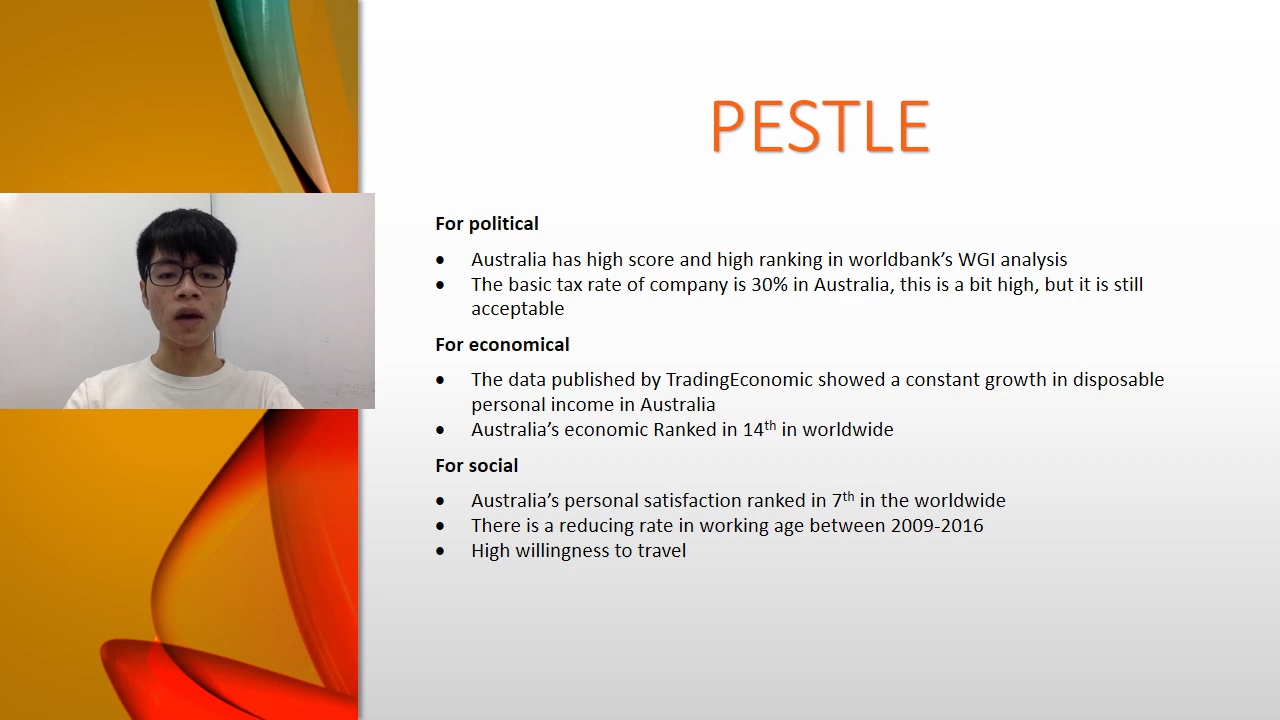 PESTLE
For political
● Australia has high score and high ranking in worldbank’s WGI analysis
● The basic tax rate of company is 30% in Australia, this is a bit high, but it is still
acceptable
For economical
● The data published by TradingEconomic showed a constant growth in disposable
personal income in Australia
● Australia’s economic Ranked in 14th in worldwide
For social
● Australia’s personal satisfaction ranked in 7th in the worldwide
● There is a reducing rate in working age between 2009-2016
● High willingness to travel